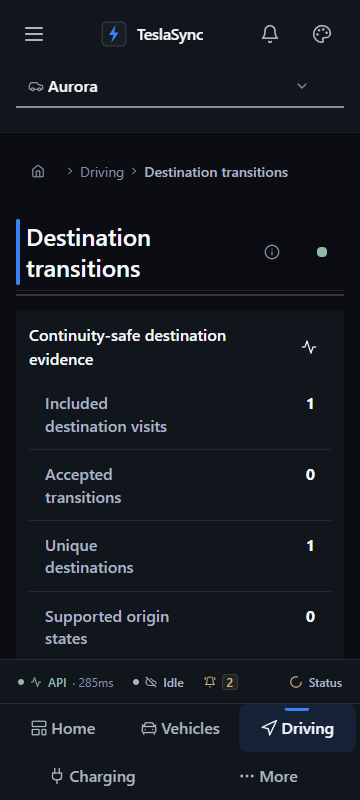 TeslaSync
Aurora
Driving
Destination transitions
Destination
transitions
Continuity-safe destination
evidence
Included
destination visits
1
Accepted
transitions
0
Unique
destinations
1
Supported origin
states
0
API · 285ms
Idle
2
Status
Home
Vehicles
Driving
Charging
More